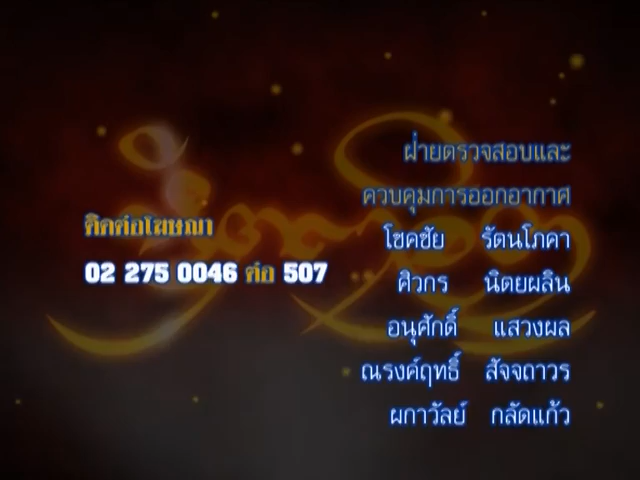 ติดต่อโฆษณา
02 275 0046 ต่อ 507
ฝ่ายตรวจสอบและ
ควบคุมการออกอากาศ
โชคชัย รัตนโภคา
ศิวกร นิตยผลิน
อนุศักดิ์ แสวงผล
ณรงค์ฤทธิ์ สัจจถาวร
ผกาวัลย์ กลัดแก้ว